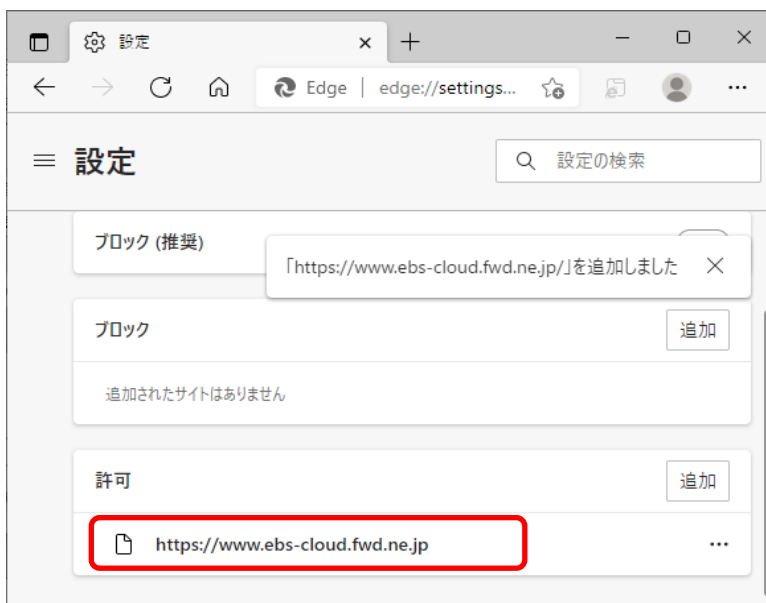 設定
Edge | edge://settings...
設定
設定の検索
ブロック (推奨)
「https://www.ebs-cloud.fwd.ne.jp/」を追加しました
ブロック
追加
追加されたサイトはありません
許可
追加
https://www.ebs-cloud.fwd.ne.jp